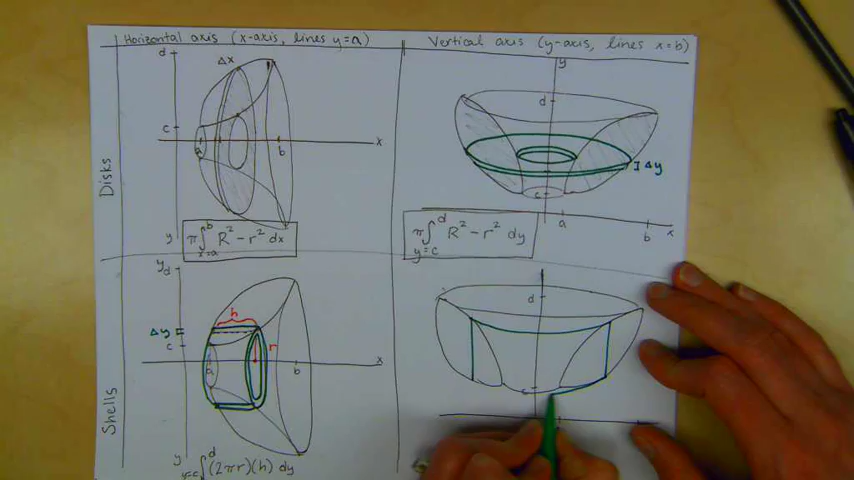 Horizontal axis (x-axis, lines y=a)
Vertical axis (y-axis, lines x=b)
Disks
d
Δx
c
a
b
x
y
π∫ᵇₓ₌ₐ R² - r² dx
y
d
Δy
c
a
b
x
π∫ᵈ y=c R² - r² dy
Shells
y
d
h
Δy
c
r
a
b
x
y
y=c ∫ᵈ (2πr)(h) dy
d
c